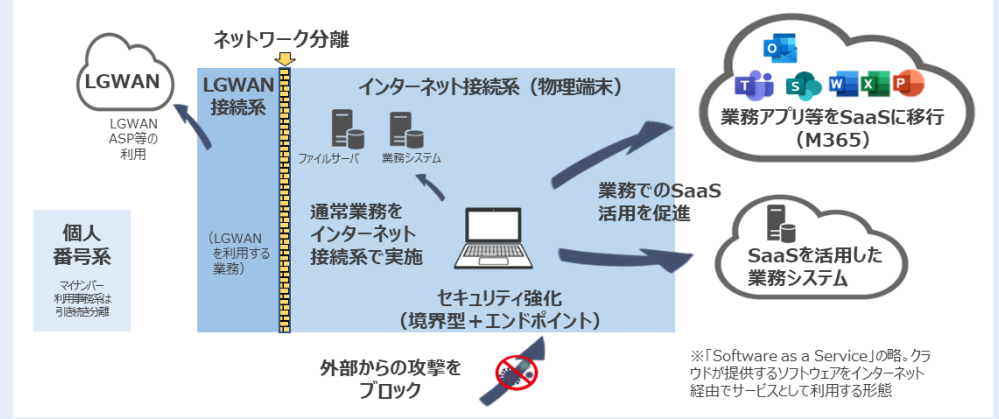 ネットワーク分離
LGWAN
LGWAN
ASP等の
利用
LGWAN
接続系
インターネット接続系（物理端末）
ファイルサーバ
業務システム
通常業務を
インターネット
接続系で実施
（LGWAN
を利用する
業務）
個人
番号系
マイナンバー
利用事務系は
引き続き分離
業務でのSaaS
活用を促進
O
T
S
W
X
P
業務アプリ等をSaaSに移行
（M365）
SaaSを活用した
業務システム
セキュリティ強化
（境界型＋エンドポイント）
外部からの攻撃を
ブロック
※「Software as a Service」の略。クラ
ウドが提供するソフトウェアをインターネット
経由でサービスとして利用する形態